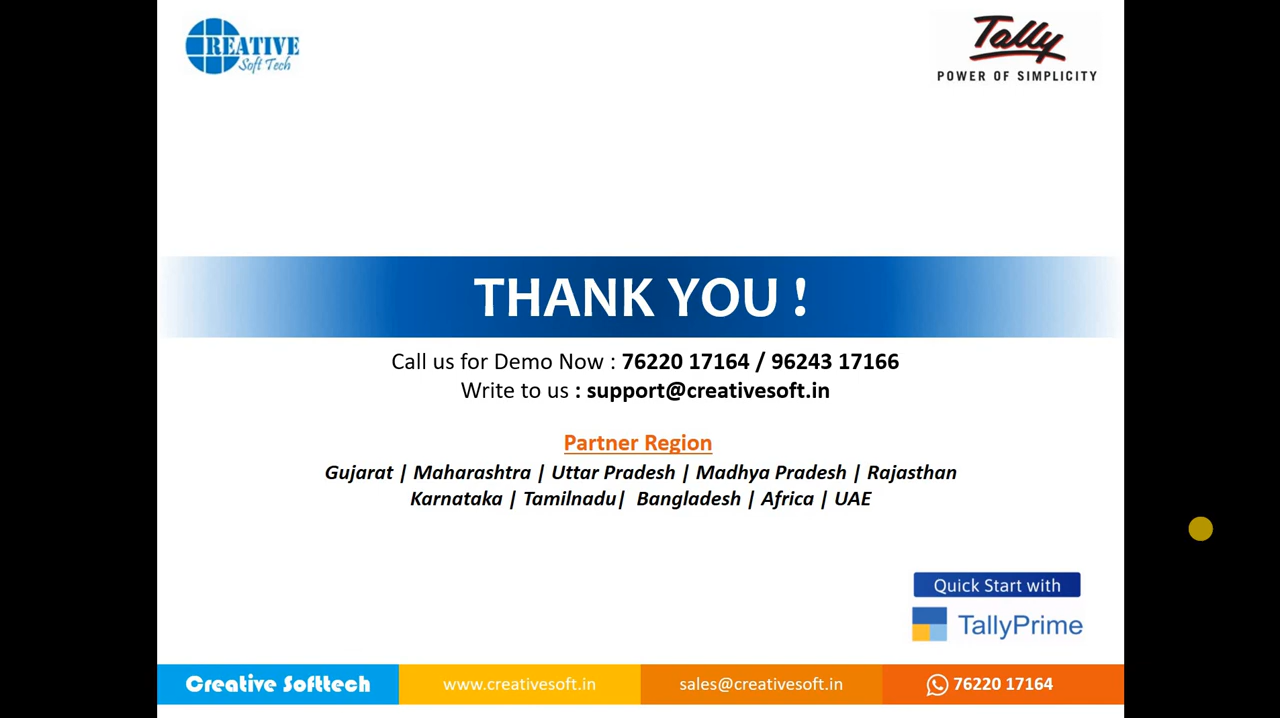 CREATIVE
Soft Tech
Tally
POWER OF SIMPLICITY
THANK YOU !
Call us for Demo Now : 76220 17164 / 96243 17166
Write to us : support@creativesoft.in
Partner Region
Gujarat | Maharashtra | Uttar Pradesh | Madhya Pradesh | Rajasthan
Karnataka | Tamilnadu| Bangladesh | Africa | UAE
Quick Start with
TallyPrime
Creative Softtech
www.creativesoft.in
sales@creativesoft.in
76220 17164